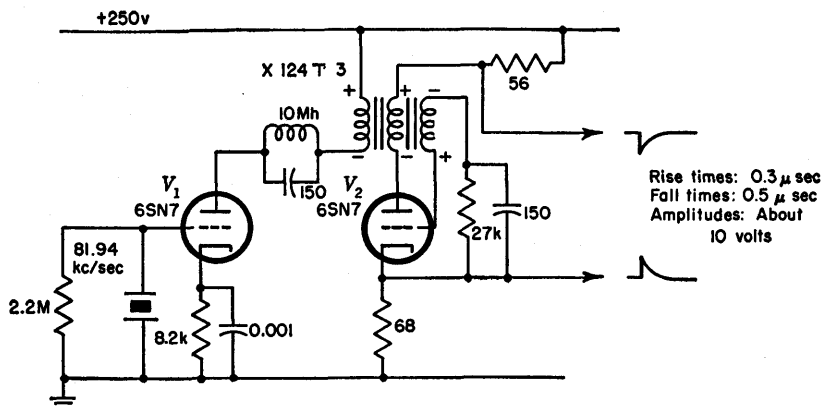 +250v
X 124 T 3
56
+
+
−
10Mh
−
−
+
150
V1
6SN7
V2
6SN7
Rise times: 0.3 μ sec
Fall times: 0.5 μ sec
Amplitudes: About
10 volts
150
27k
81.94
kc/sec
2.2M
8.2k
0.001
68